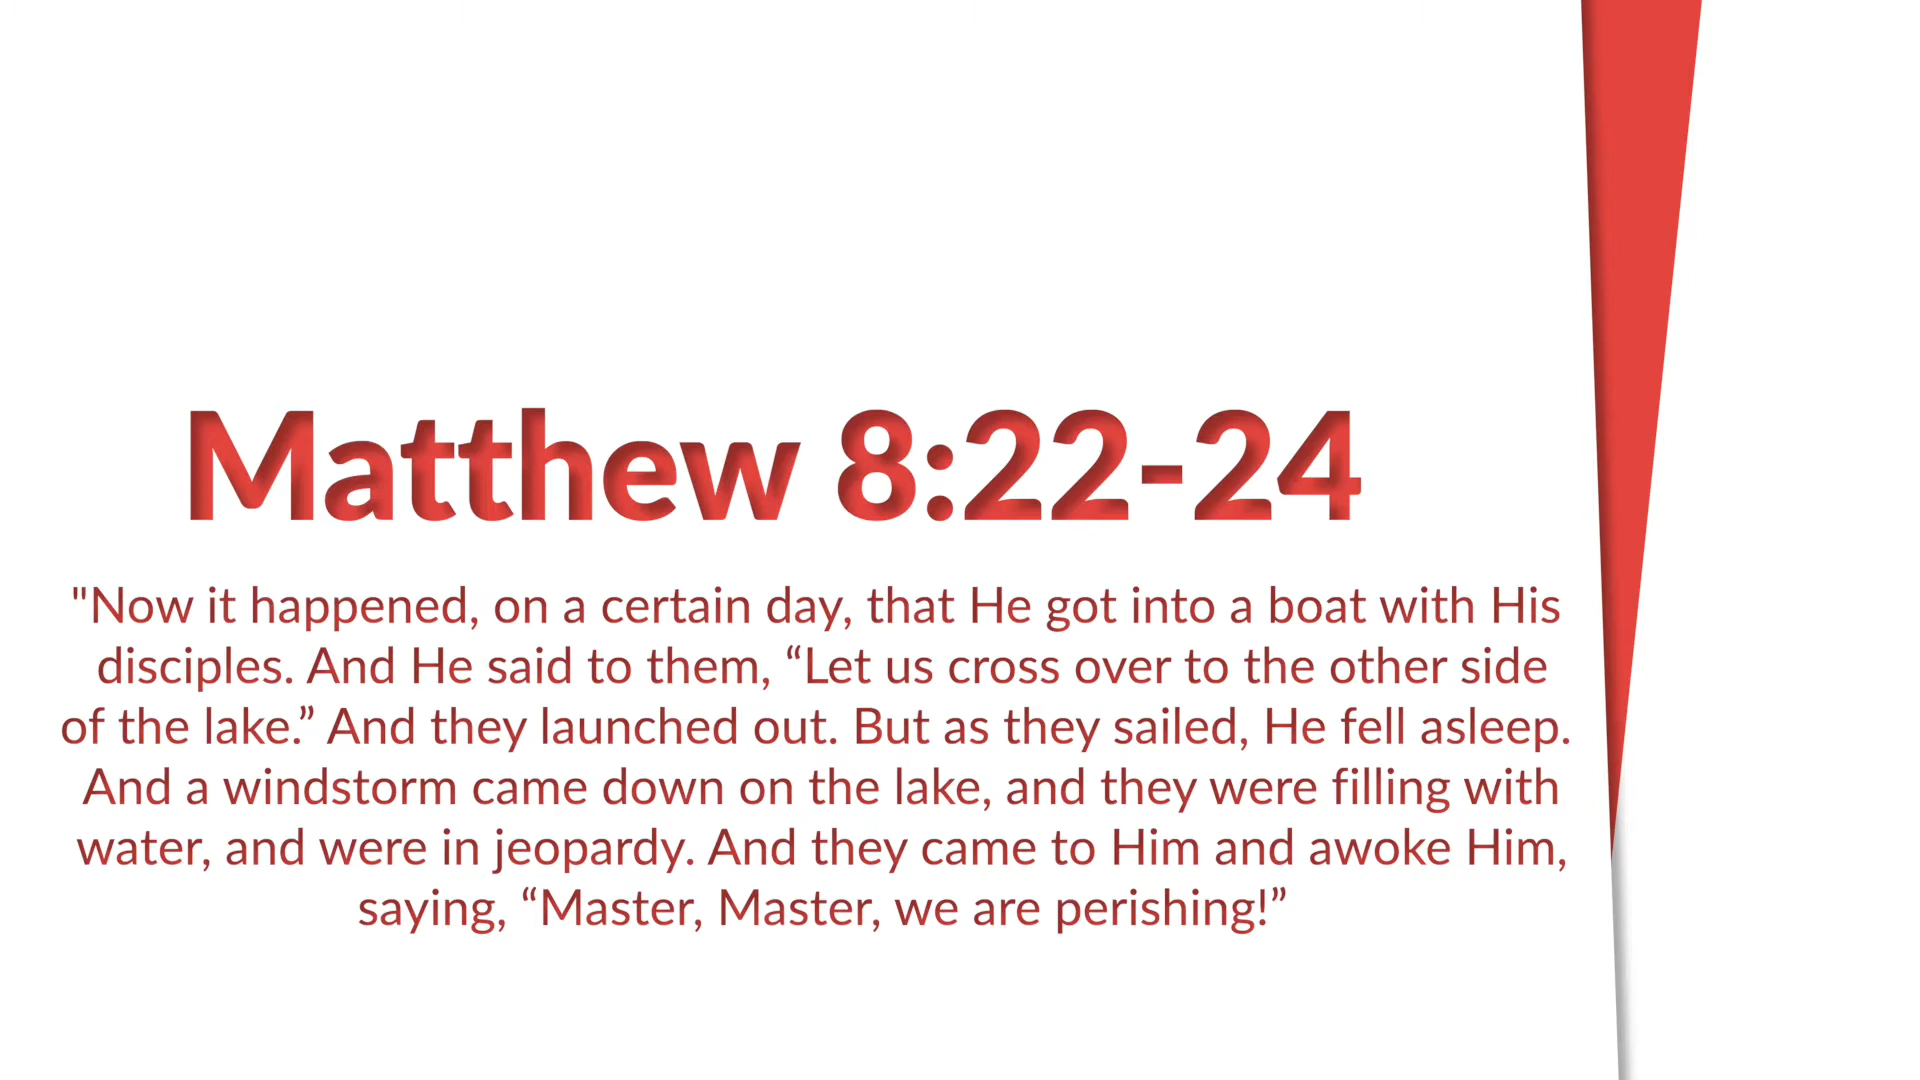 Matthew 8:22-24
"Now it happened, on a certain day, that He got into a boat with His
disciples. And He said to them, “Let us cross over to the other side
of the lake.” And they launched out. But as they sailed, He fell asleep.
And a windstorm came down on the lake, and they were filling with
water, and were in jeopardy. And they came to Him and awoke Him,
saying, “Master, Master, we are perishing!”